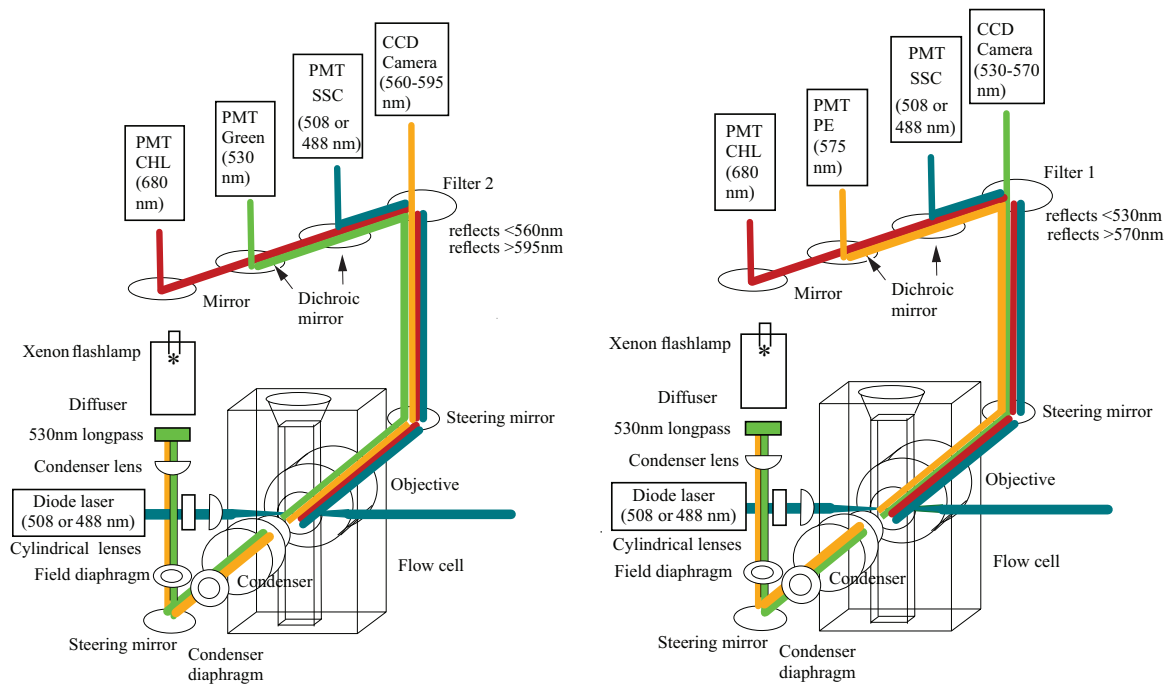 CCD
Camera
(560-595
nm)
PMT
SSC
(508 or
488 nm)
PMT
Green
(530
nm)
PMT
CHL
(680
nm)
Filter 2
reflects <560nm
reflects >595nm
Mirror
Dichroic
mirror
Xenon flashlamp
*
Diffuser
530nm longpass
Condenser lens
Diode laser
(508 or 488 nm)
Cylindrical lenses
Field diaphragm
Steering mirror
Condenser
Condenser
diaphragm
Steering mirror
Objective
Flow cell
CCD
Camera
(530-570
nm)
PMT
SSC
(508 or
488 nm)
PMT
PE
(575
nm)
PMT
CHL
(680
nm)
Filter 1
reflects <530nm
reflects >570nm
Mirror
Dichroic
mirror
Xenon flashlamp
*
Diffuser
530nm longpass
Condenser lens
Diode laser
(508 or 488 nm)
Cylindrical lenses
Field diaphragm
Steering mirror
Condenser
Condenser
diaphragm
Steering mirror
Objective
Flow cell